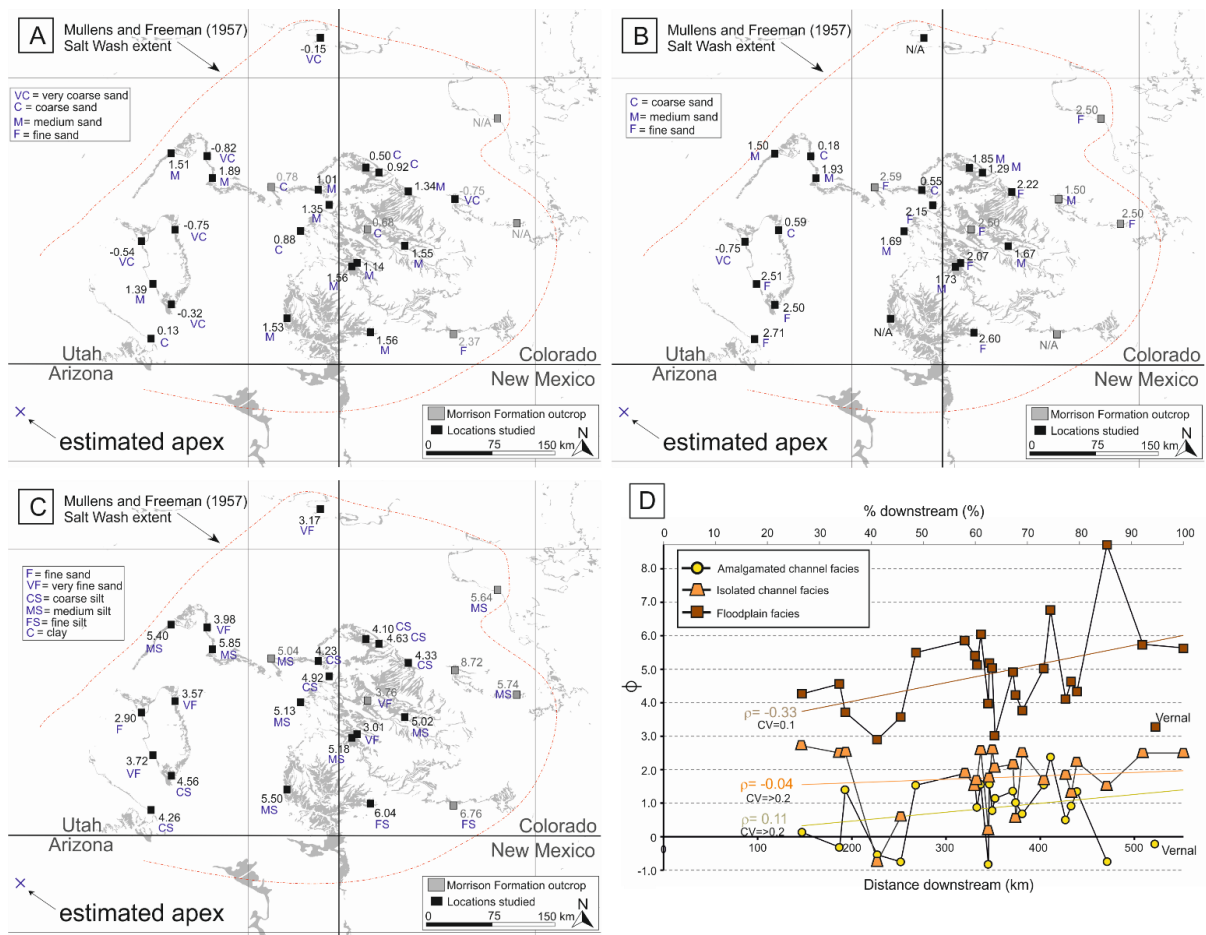 A
Mullens and Freeman (1957)
Salt Wash extent
VC = very coarse sand
C = coarse sand
M= medium sand
F = fine sand
-0.15
VC
N/A
-0.82
VC
1.51
M
1.89
M
0.78
C
1.01
M
0.50 C
0.92 C
1.34M
-0.75
VC
1.35
M
N/A
-0.75
VC
-0.54
VC
0.88
C
0.68
C
1.55
M
1.39
M
1.14
M
1.56
M
-0.32
VC
0.13
C
1.53
M
1.56
M
2.37
F
Utah
Arizona
Colorado
New Mexico
estimated apex
Morrison Formation outcrop
Locations studied
N
0 75 150 km
B
Mullens and Freeman (1957)
Salt Wash extent
C = coarse sand
M = medium sand
F = fine sand
N/A
2.50
F
1.50
M
0.18
C
1.93
M
2.59
F
0.55
C
1.85 M
1.29 M
2.22
F
1.50
M
2.15
F
2.50
F
0.59
C
-0.75
VC
1.69
M
2.50
F
1.67
M
2.07
F
1.73
M
2.51
F
2.50
F
2.71
F
N/A
2.60
F
N/A
Utah
Arizona
Colorado
New Mexico
estimated apex
Morrison Formation outcrop
Locations studied
N
0 75 150 km
C
Mullens and Freeman (1957)
Salt Wash extent
F = fine sand
VF= very fine sand
CS= coarse silt
MS= medium silt
FS= fine silt
C = clay
3.17
VF
5.64
MS
5.40
MS
3.98
VF
5.85
MS
5.04
MS
4.23
CS
4.10 CS
4.63 CS
4.33
CS
8.72
4.92
CS
5.74
MS
3.57
VF
2.90
F
5.13
MS
3.76
VF
5.02
MS
3.01
VF
5.18
MS
3.72
VF
4.56
CS
4.26
CS
5.50
MS
6.04
FS
6.76
FS
Utah
Arizona
Colorado
New Mexico
estimated apex
Morrison Formation outcrop
Locations studied
N
0 75 150 km
D
% downstream (%)
0 10 20 30 40 50 60 70 80 90 100
Amalgamated channel facies
Isolated channel facies
Floodplain facies
8.0
7.0
6.0
5.0
4.0
3.0
2.0
1.0
0
-1.0
ϕ
ρ= -0.33
CV=0.1
ρ= -0.04
CV=>0.2
ρ= 0.11
CV=>0.2
Vernal
Vernal
0 100 200 300 400 500
Distance downstream (km)